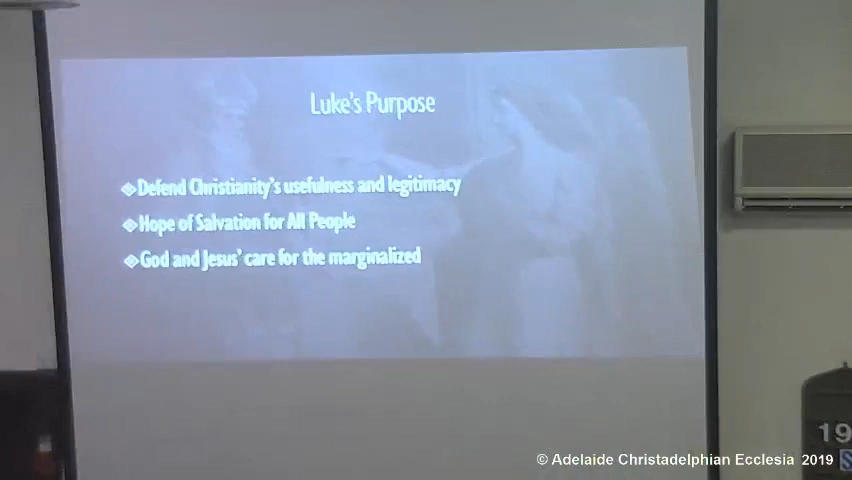 Luke's Purpose
Defend Christianity's usefulness and legitimacy
Hope of Salvation for All People
God and Jesus' care for the marginalized
19
S
© Adelaide Christadelphian Ecclesia 2019